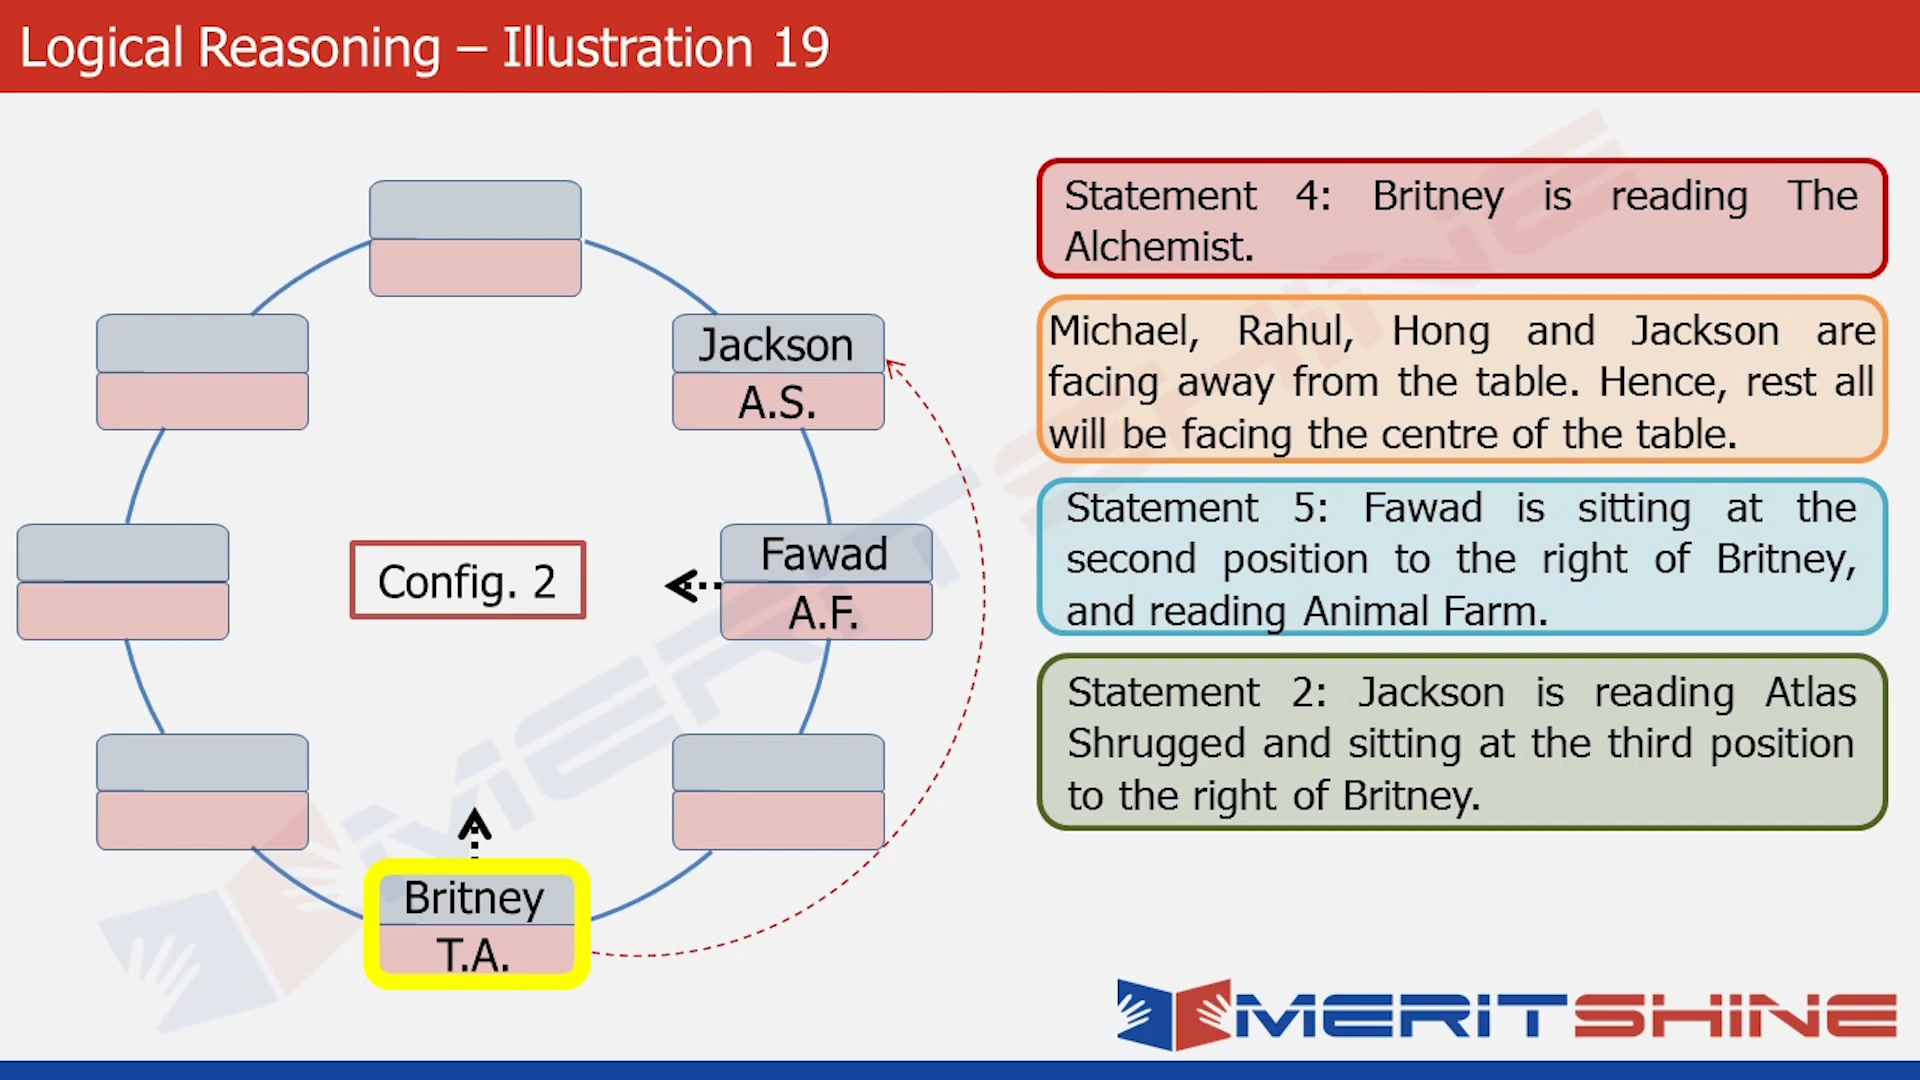 Logical Reasoning – Illustration 19
Jackson
A.S.
Fawad
A.F.
Config. 2
Britney
T.A.
Statement 4: Britney is reading The
Alchemist.
Michael, Rahul, Hong and Jackson are
facing away from the table. Hence, rest all
will be facing the centre of the table.
Statement 5: Fawad is sitting at the
second position to the right of Britney,
and reading Animal Farm.
Statement 2: Jackson is reading Atlas
Shrugged and sitting at the third position
to the right of Britney.
MERITSHINE
MERITSHINE